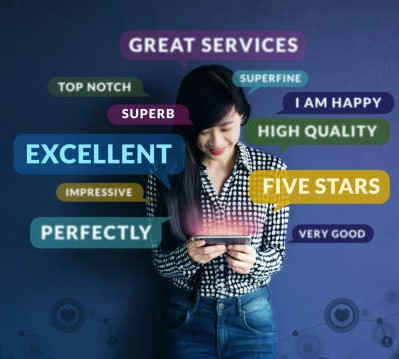 GREAT SERVICES
TOP NOTCH
SUPERFINE
SUPERB
I AM HAPPY
HIGH QUALITY
EXCELLENT
IMPRESSIVE
FIVE STARS
PERFECTLY
VERY GOOD